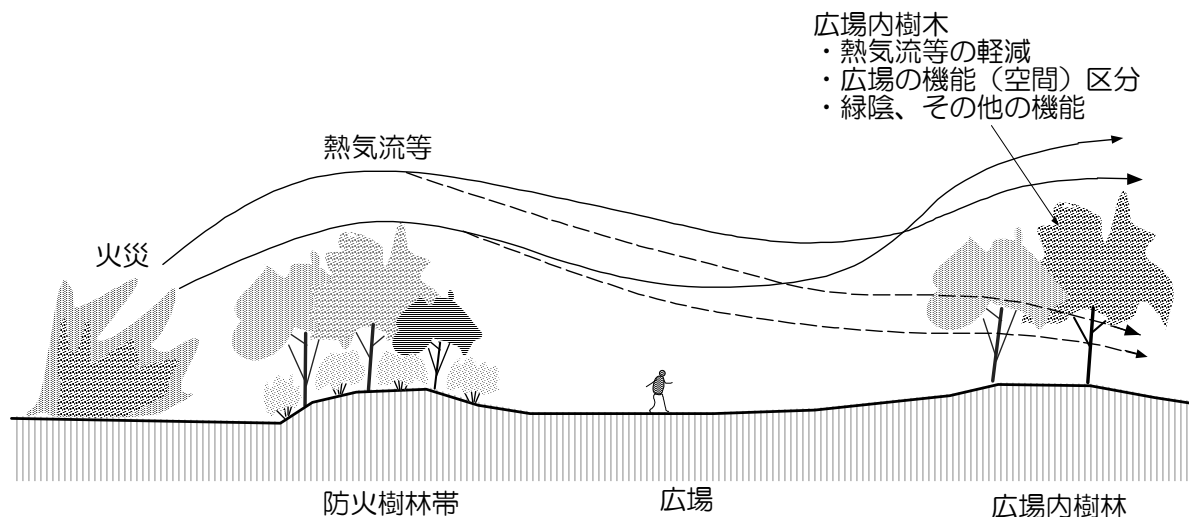 広場内樹木
・熱気流等の軽減
・広場の機能（空間）区分
・緑陰、その他の機能
熱気流等
火災
防火樹林帯
広場
広場内樹林